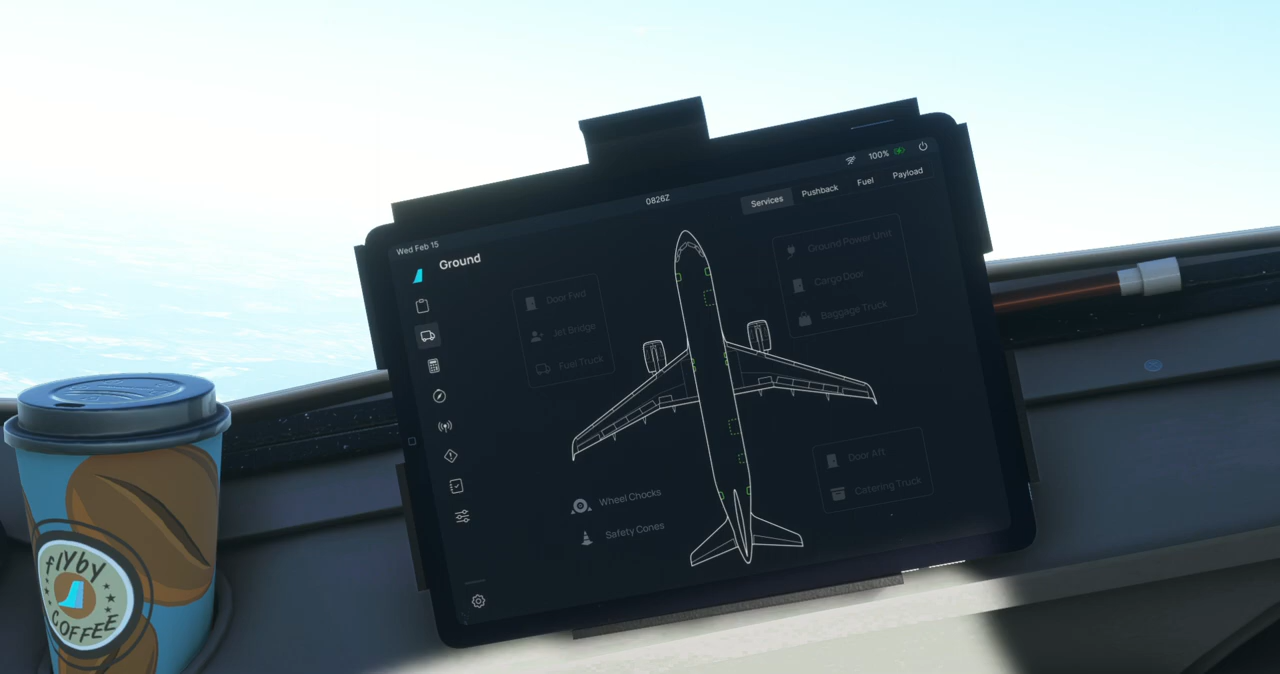 Wed Feb 15
0826Z
100%
Ground
Services
Pushback
Fuel
Payload
Door Fwd
Jet Bridge
Fuel Truck
Ground Power Unit
Cargo Door
Baggage Truck
Wheel Chocks
Safety Cones
Door Aft
Catering Truck
flyby
COFFEE